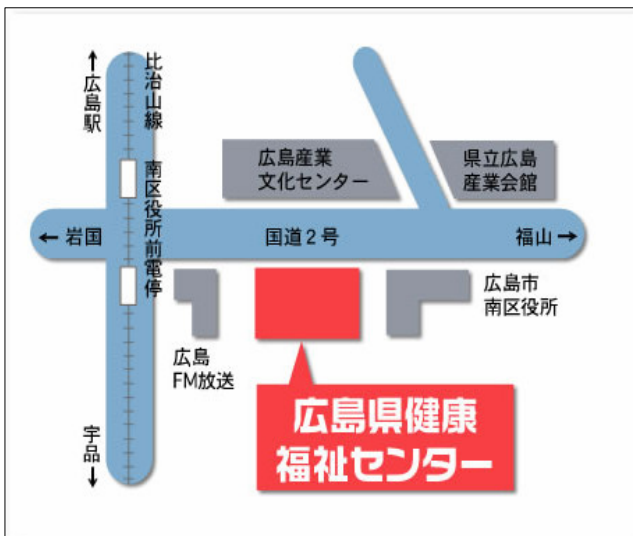 ↑広島駅
比治山線
南区役所前電停
広島産業
文化センター
県立広島
産業会館
← 岩国
国道2号
福山 →
広島
FM放送
広島市
南区役所
広島県健康
福祉センター
宇品↓